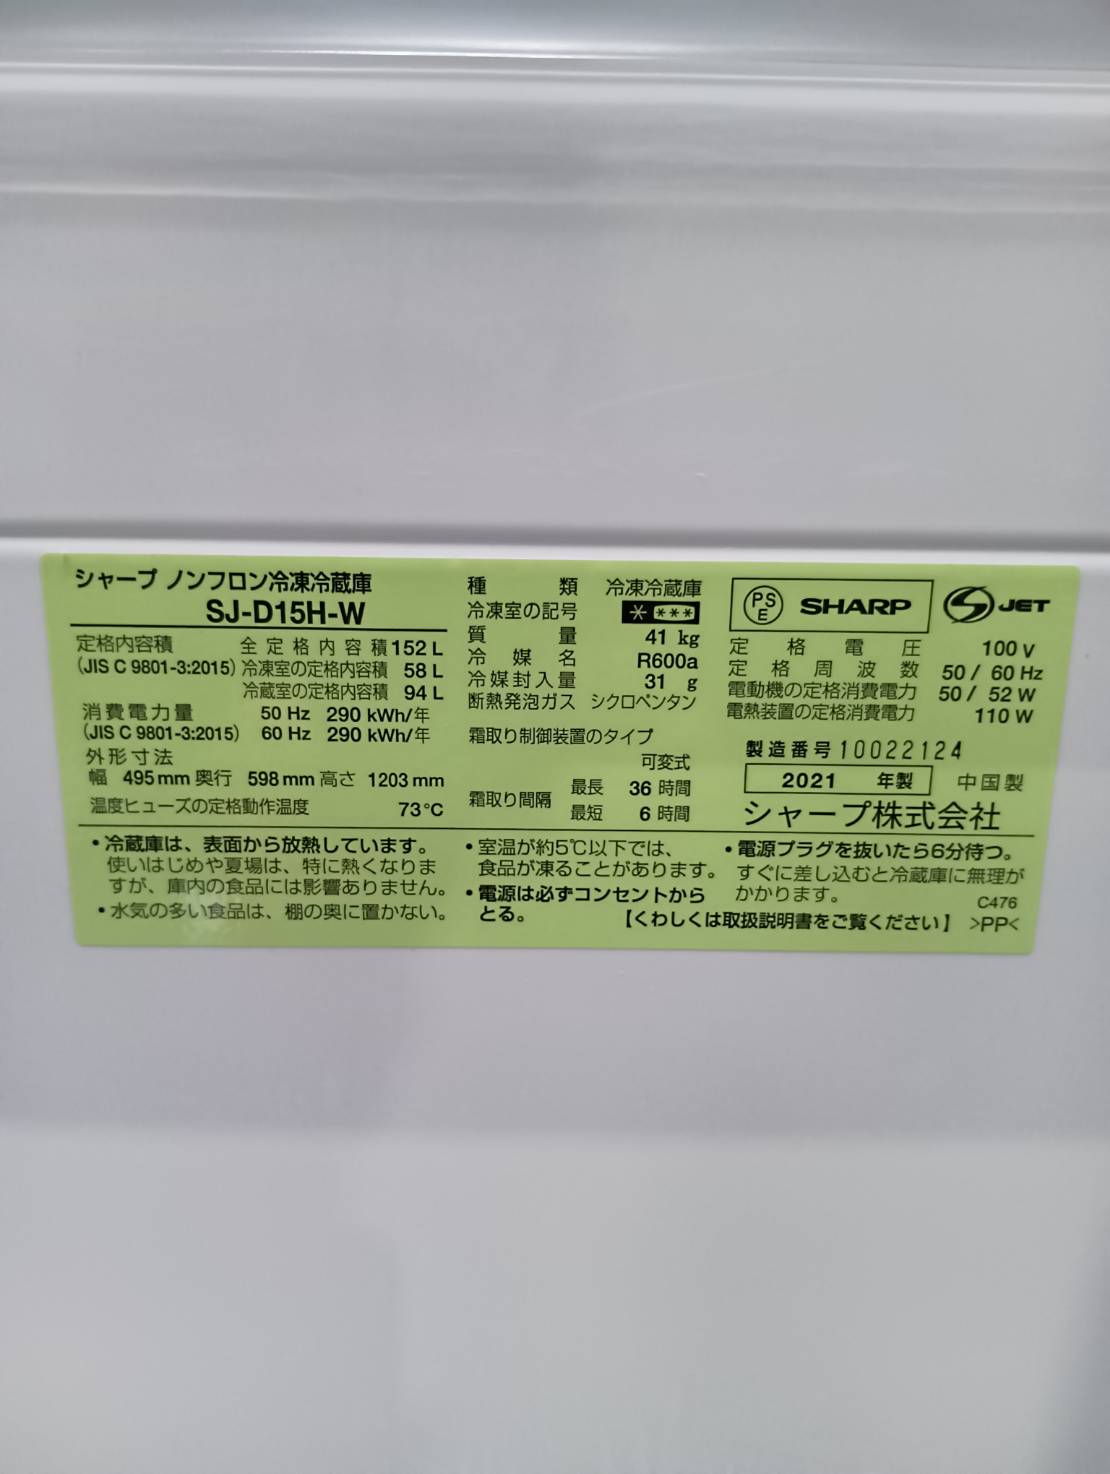 シャープ ノンフロン冷凍冷蔵庫
SJ-D15H-W
定格内容積 全定格内容積 152 L
(JIS C 9801-3:2015) 冷凍室の定格内容積 58 L
冷蔵室の定格内容積 94 L
消費電力量 50 Hz 290 kWh/年
(JIS C 9801-3:2015) 60 Hz 290 kWh/年
外形寸法
幅 495 mm 奥行 598 mm 高さ 1203 mm
温度ヒューズの定格動作温度 73℃
種類 冷凍冷蔵庫
冷凍室の記号 * ***
質量 41 kg
冷媒名 R600a
冷媒封入量 31 g
断熱発泡ガス シクロペンタン
霜取り制御装置のタイプ
可変式
霜取り間隔 最長 36 時間
最短 6 時間
PSE SHARP JET
定格電圧 100 V
定格周波数 50 / 60 Hz
電動機の定格消費電力 50 / 52 W
電熱装置の定格消費電力 110 W
製造番号 10022124
2021 年製 中国製
シャープ株式会社
・冷蔵庫は、表面から放熱しています。
使いはじめや夏場は、特に熱くなりま
すが、庫内の食品には影響ありません。
・水気の多い食品は、棚の奥に置かない。
・室温が約5℃以下では、
食品が凍ることがあります。
・電源は必ずコンセントから
とる。
・電源プラグを抜いたら6分待つ。
すぐに差し込むと冷蔵庫に無理が
かかります。
C476
【くわしくは取扱説明書をご覧ください】 >PP<